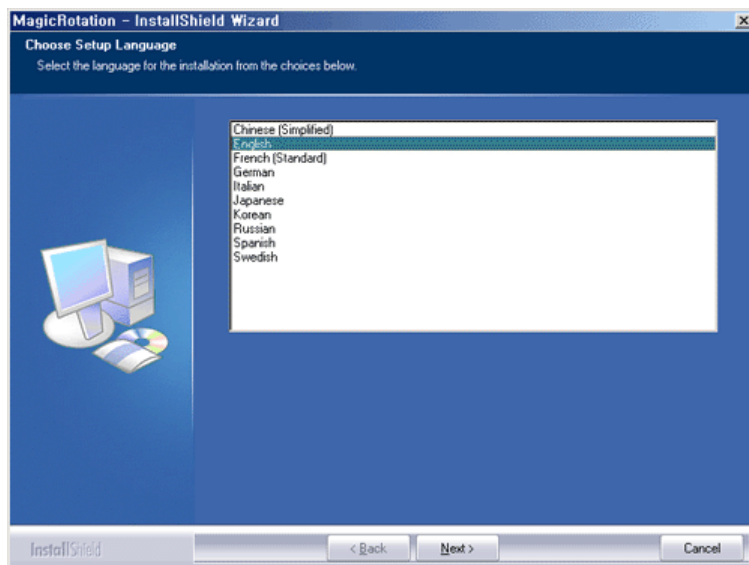 MagicRotation - InstallShield Wizard
Choose Setup Language
Select the language for the installation from the choices below.
Chinese (Simplified)
English
French (Standard)
German
Italian
Japanese
Korean
Russian
Spanish
Swedish
InstallShield
< Back
Next >
Cancel